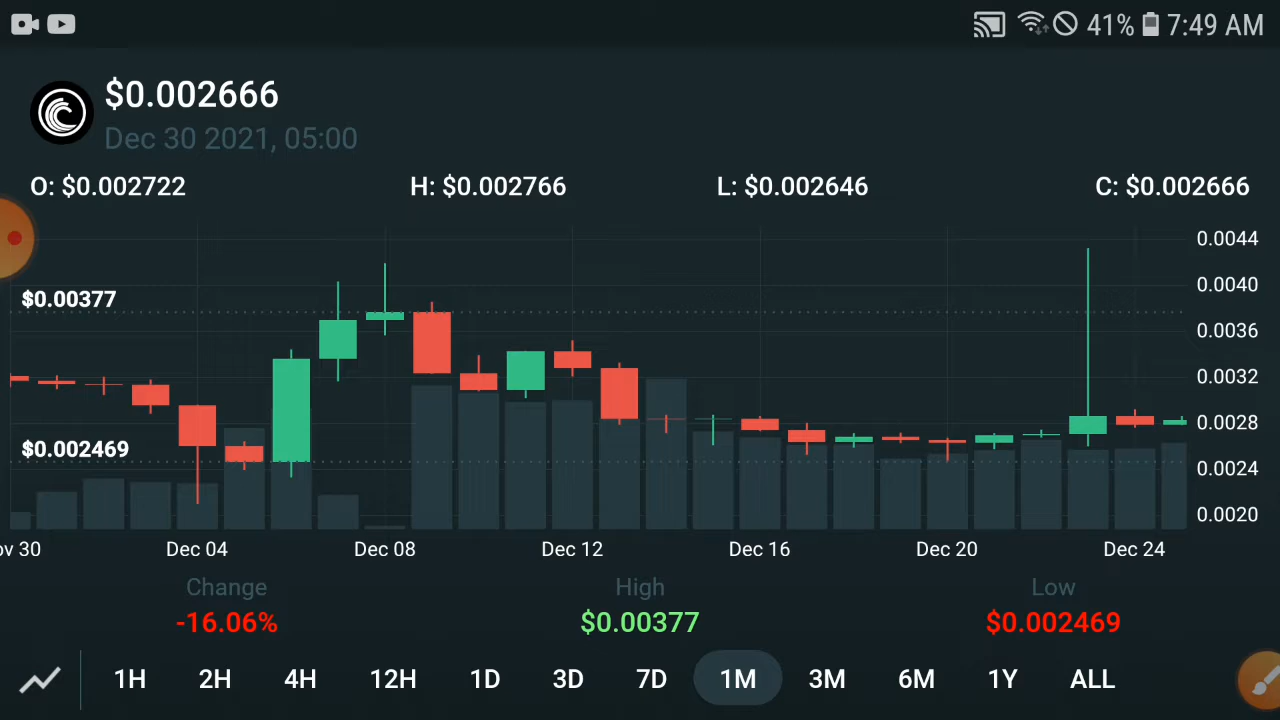 41% 7:49 AM
$0.002666
Dec 30 2021, 05:00
O: $0.002722 H: $0.002766 L: $0.002646 C: $0.002666
0.0044
$0.00377
0.0040
0.0036
0.0032
0.0028
$0.002469
0.0024
0.0020
ov 30 Dec 04 Dec 08 Dec 12 Dec 16 Dec 20 Dec 24
Change High Low
-16.06% $0.00377 $0.002469
1H 2H 4H 12H 1D 3D 7D 1M 3M 6M 1Y ALL